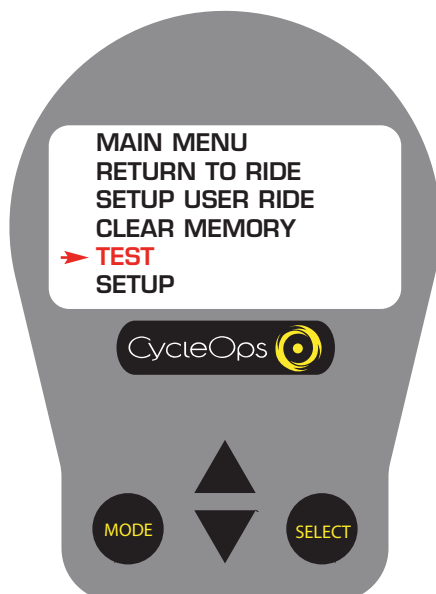 MAIN MENU
RETURN TO RIDE
SETUP USER RIDE
CLEAR MEMORY
TEST
SETUP
CycleOps
MODE
SELECT